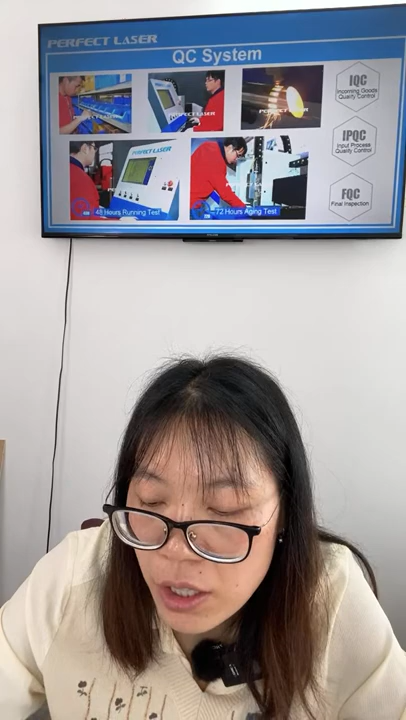 PERFECT LASER
QC System
IQC
Incoming Goods
Quality Control
IPQC
Input Process
Quality Control
FQC
Final Inspection
48 Hours Running Test
72 Hours Aging Test